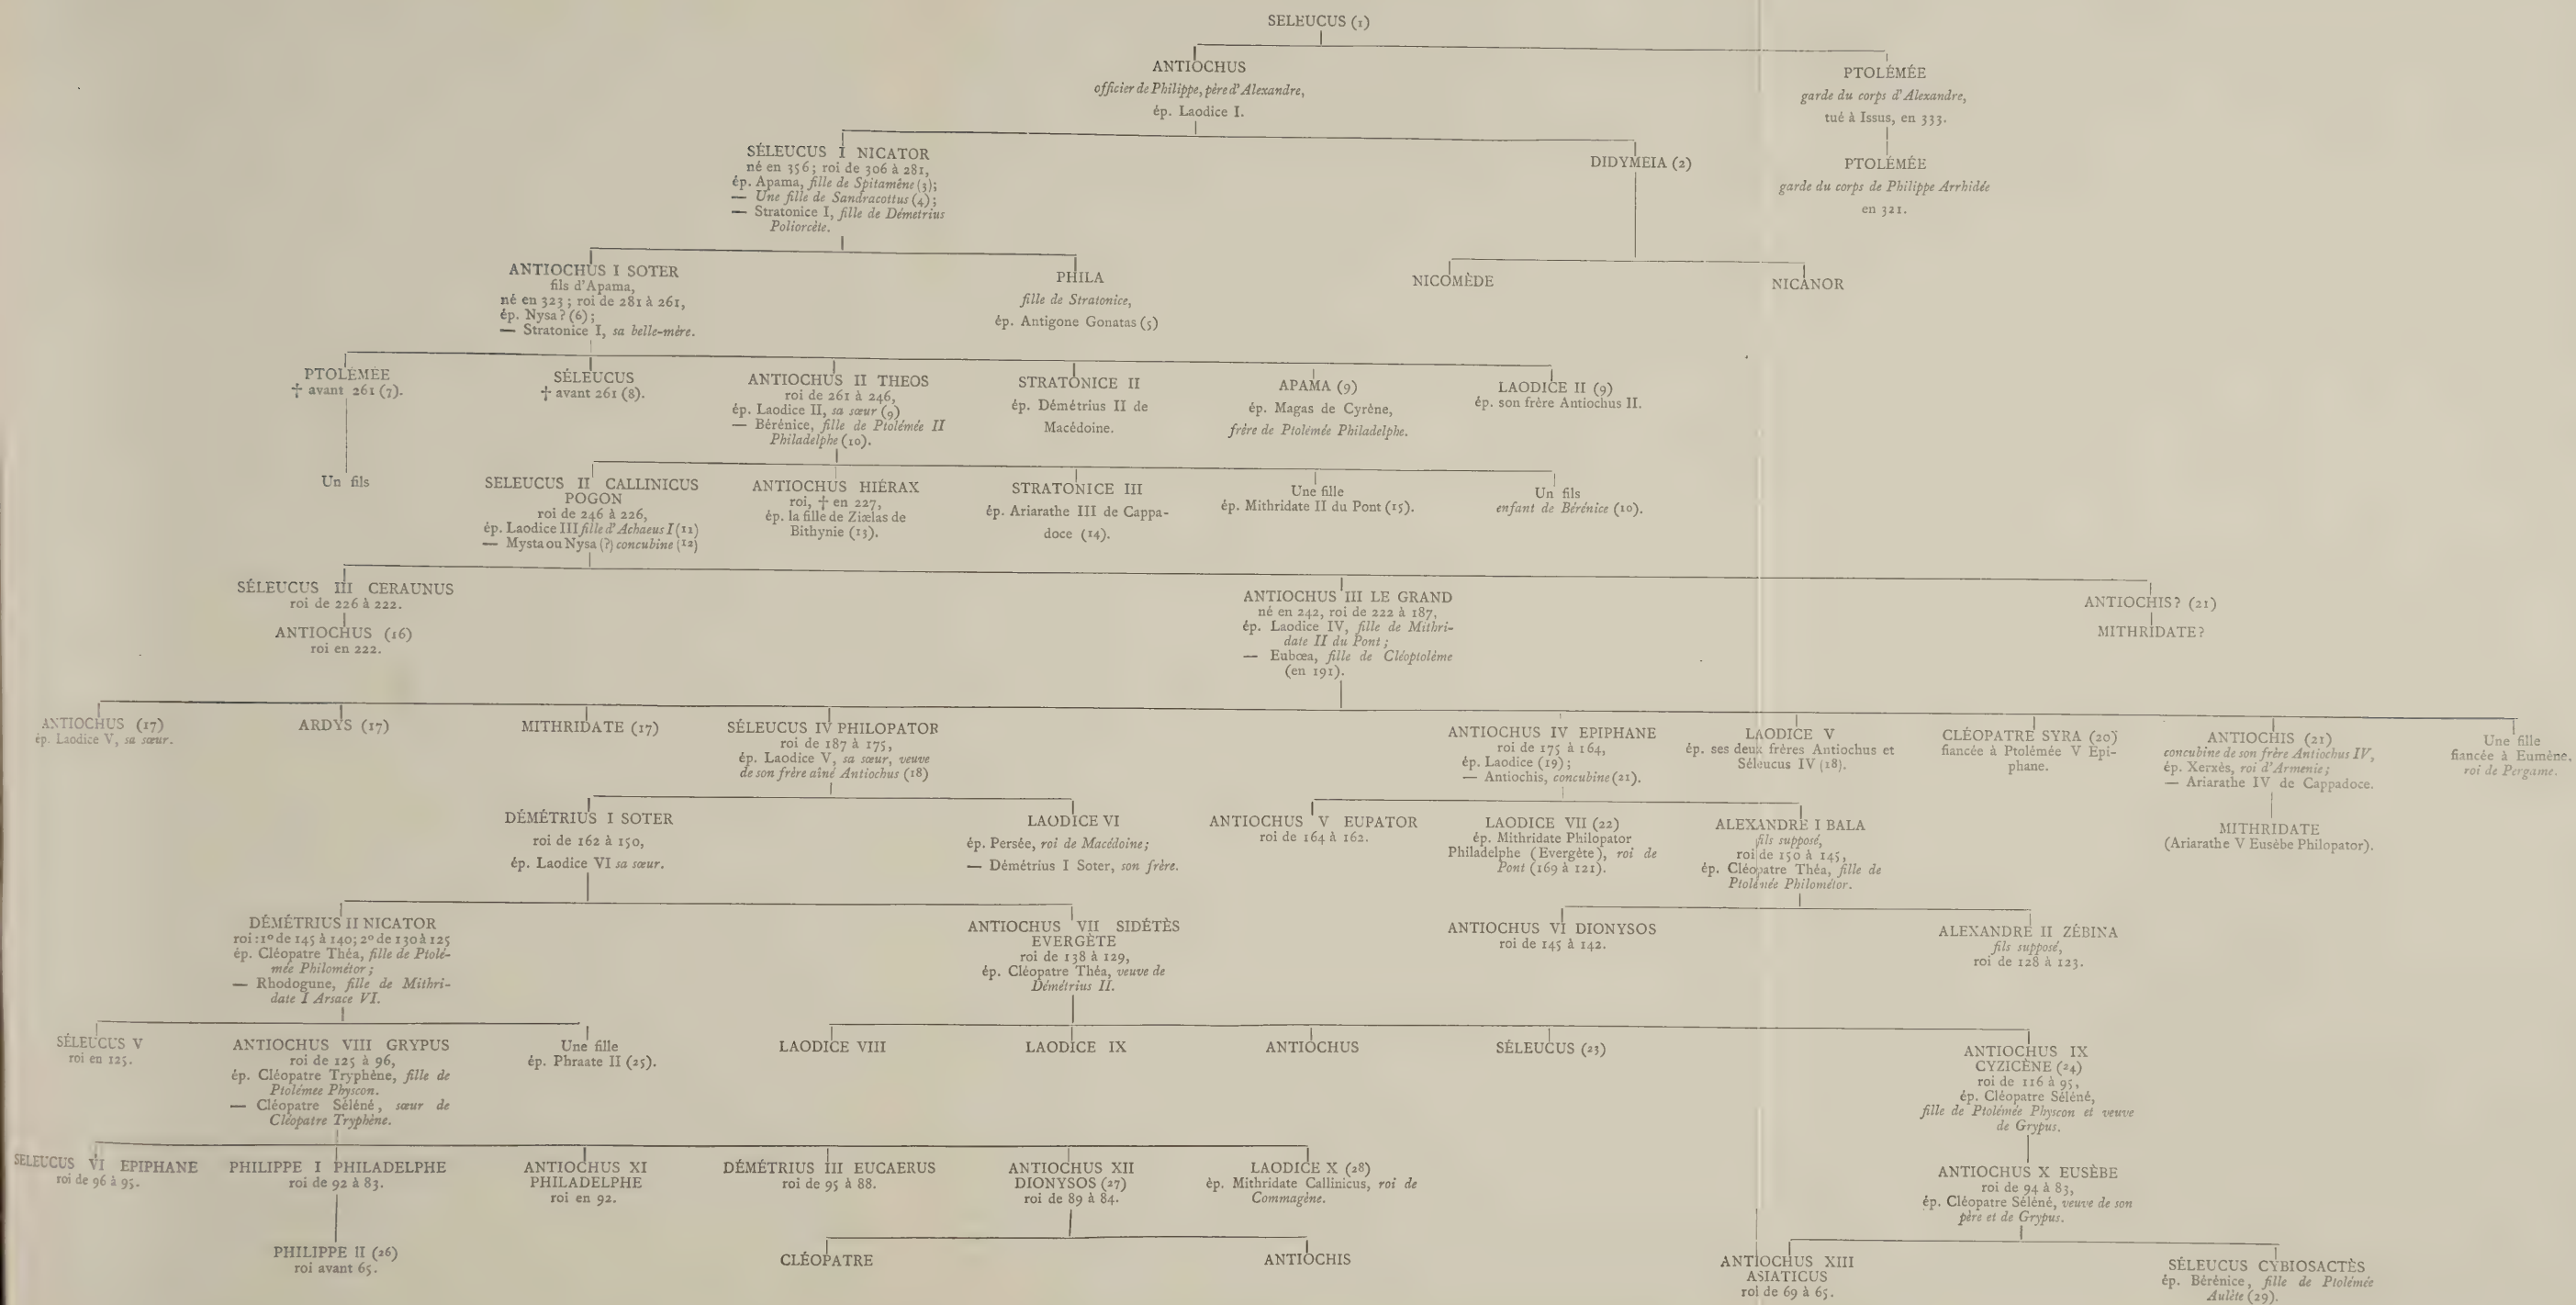 SELEUCUS (1)
ANTIOCHUS
officier de Philippe, père d'Alexandre,
ép. Laodice I.
PTOLÉMÉE
garde du corps d'Alexandre,
tué à Issus, en 333.
SÉLEUCUS I NICATOR
né en 356; roi de 306 à 281,
ép. Apama, fille de Spitamène (3);
— Une fille de Sandracottus (4);
— Stratonice I, fille de Démetrius
Poliorcète.
DIDYMEIA (2)
PTOLÉMÉE
garde du corps de Philippe Arrhidée
en 321.
ANTIOCHUS I SOTER
fils d'Apama,
né en 323; roi de 281 à 261,
ép. Nysa? (6);
— Stratonice I, sa belle-mère.
PHILA
fille de Stratonice,
ép. Antigone Gonatas (5)
NICOMÈDE
NICANOR
PTOLÉMÉE
† avant 261 (7).
SÉLEUCUS
† avant 261 (8).
ANTIOCHUS II THEOS
roi de 261 à 246,
ép. Laodice II, sa sœur (9)
— Bérénice, fille de Ptolémée II
Philadelphe (10).
STRATONICE II
ép. Démétrius II de
Macédoine.
APAMA (9)
ép. Magas de Cyrène,
frère de Ptolémée Philadelphe.
LAODICE II (9)
ép. son frère Antiochus II.
Un fils
SELEUCUS II CALLINICUS
POGON
roi de 246 à 226,
ép. Laodice III fille d'Achaeus I (11)
— Mysta ou Nysa (?) concubine (12)
ANTIOCHUS HIÉRAX
roi, † en 227,
ép. la fille de Ziælas de
Bithynie (13).
STRATONICE III
ép. Ariarathe III de Cappa-
doce (14).
Une fille
ép. Mithridate II du Pont (15).
Un fils
enfant de Bérénice (10).
SÉLEUCUS III CERAUNUS
roi de 226 à 222.
ANTIOCHUS (16)
roi en 222.
ANTIOCHUS III LE GRAND
né en 242, roi de 222 à 187,
ép. Laodice IV, fille de Mithri-
date II du Pont;
— Eubœa, fille de Cléoptolème
(en 191).
ANTIOCHIS? (21)
MITHRIDATE?
ANTIOCHUS (17)
ép. Laodice V, sa sœur.
ARDYS (17)
MITHRIDATE (17)
SÉLEUCUS IV PHILOPATOR
roi de 187 à 175,
ép. Laodice V, sa sœur, veuve
de son frère aîné Antiochus (18)
ANTIOCHUS IV EPIPHANE
roi de 175 à 164,
ép. Laodice (19);
— Antiochis, concubine (21).
LAODICE V
ép. ses deux frères Antiochus et
Séleucus IV (18).
CLÉOPATRE SYRA (20)
fiancée à Ptolémée V Epi-
phane.
ANTIOCHIS (21)
concubine de son frère Antiochus IV,
ép. Xerxès, roi d'Armenie;
— Ariarathe IV de Cappadoce.
Une fille
fiancée à Eumène,
roi de Pergame.
DÉMÉTRIUS I SOTER
roi de 162 à 150,
ép. Laodice VI sa sœur.
LAODICE VI
ép. Persée, roi de Macédoine;
— Démétrius I Soter, son frère.
ANTIOCHUS V EUPATOR
roi de 164 à 162.
LAODICE VII (22)
ép. Mithridate Philopator
Philadelphe (Evergète), roi de
Pont (169 à 121).
ALEXANDRE I BALA
fils supposé,
roi de 150 à 145,
ép. Cléopatre Théa, fille de
Ptolémée Philométor.
MITHRIDATE
(Ariarathe V Eusèbe Philopator).
DÉMÉTRIUS II NICATOR
roi : 1º de 145 à 140; 2º de 130 à 125
ép. Cléopatre Théa, fille de Ptolé-
mée Philométor;
— Rhodogune, fille de Mithri-
date I Arsace VI.
ANTIOCHUS VII SIDÉTÈS
EVERGÈTE
roi de 138 à 129,
ép. Cléopatre Théa, veuve de
Démétrius II.
ANTIOCHUS VI DIONYSOS
roi de 145 à 142.
ALEXANDRE II ZÉBINA
fils supposé,
roi de 128 à 123.
SÉLEUCUS V
roi en 125.
ANTIOCHUS VIII GRYPUS
roi de 125 à 96,
ép. Cléopatre Tryphène, fille de
Ptolémee Physcon.
— Cléopatre Séléné, sœur de
Cléopatre Tryphène.
Une fille
ép. Phraate II (25).
LAODICE VIII
LAODICE IX
ANTIOCHUS
SÉLEUCUS (23)
ANTIOCHUS IX
CYZICÈNE (24)
roi de 116 à 95,
ép. Cléopatre Séléné,
fille de Ptolémée Physcon et veuve
de Grypus.
SELEUCUS VI EPIPHANE
roi de 96 à 95.
PHILIPPE I PHILADELPHE
roi de 92 à 83.
ANTIOCHUS XI
PHILADELPHE
roi en 92.
DÉMÉTRIUS III EUCAERUS
roi de 95 à 88.
ANTIOCHUS XII
DIONYSOS (27)
roi de 89 à 84.
LAODICE X (28)
ép. Mithridate Callinicus, roi de
Commagène.
ANTIOCHUS X EUSÈBE
roi de 94 à 83,
ép. Cléopatre Séléné, veuve de son
père et de Grypus.
PHILIPPE II (26)
roi avant 65.
CLÉOPATRE
ANTIOCHIS
ANTIOCHUS XIII
ASIATICUS
roi de 69 à 65.
SÉLEUCUS CYBIOSACTÈS
ép. Bérénice, fille de Ptolémée
Aulète (29).